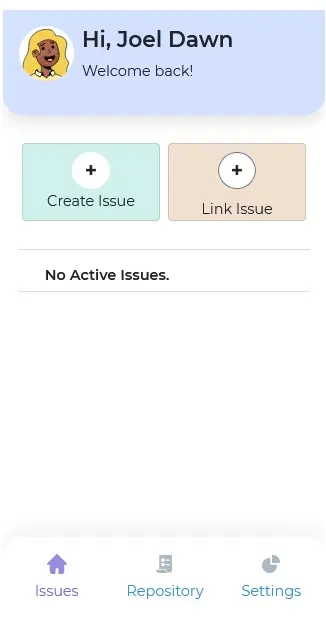 Hi, Joel Dawn
Welcome back!
+ +
Create Issue Link Issue
No Active Issues.
Issues Repository Settings